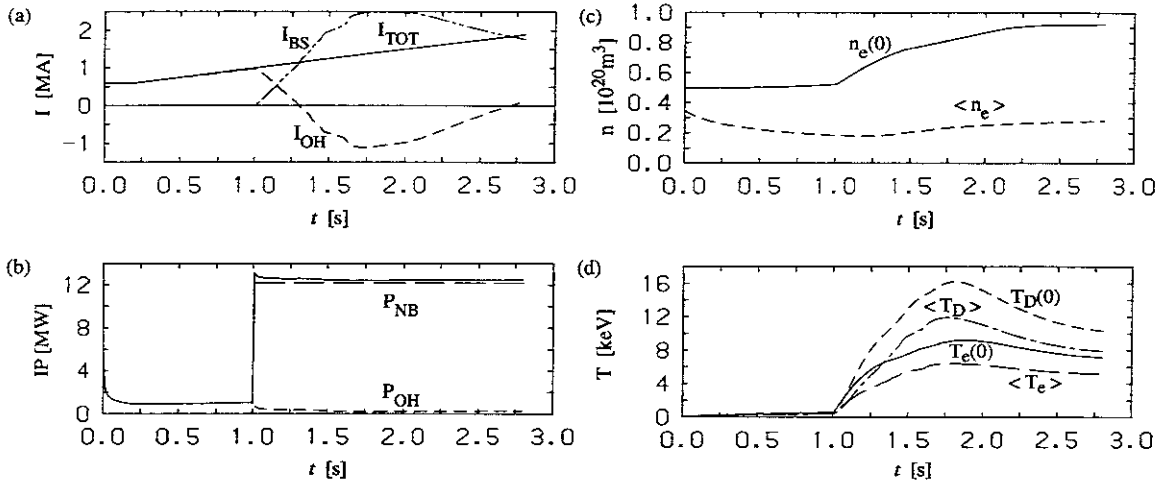 (a)
2
1
0
-1
I [MA]
I_BS
I_TOT
I_OH
0.0 0.5 1.0 1.5 2.0 2.5 3.0
t [s]
(b)
12
8
4
0
IP [MW]
P_NB
P_OH
0.0 0.5 1.0 1.5 2.0 2.5 3.0
t [s]
(c)
1.0
0.8
0.6
0.4
0.2
0.0
n [10^20 m^3]
n_e(0)
< n_e >
0.0 0.5 1.0 1.5 2.0 2.5 3.0
t [s]
(d)
16
12
8
4
0
T [keV]
T_D(0)
< T_D >
T_e(0)
< T_e >
0.0 0.5 1.0 1.5 2.0 2.5 3.0
t [s]